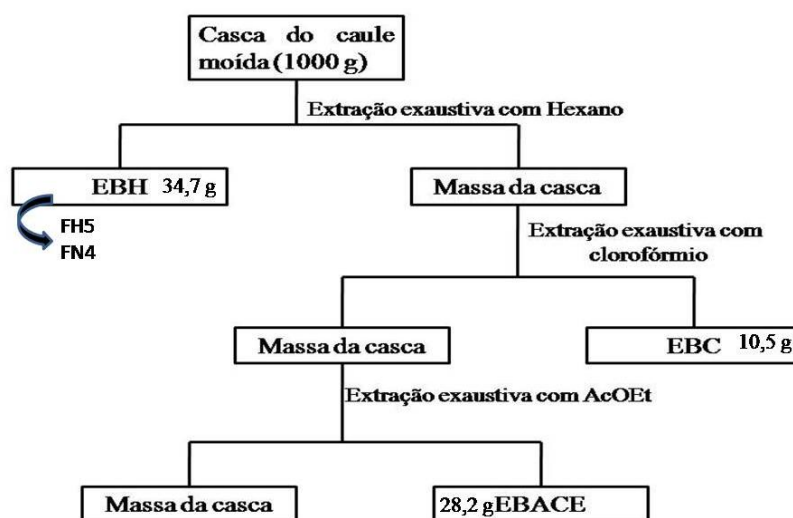 Casca do caule
moída (1000 g)
Extração exaustiva com Hexano
EBH 34,7 g
Massa da casca
FH5
FN4
Extração exaustiva com
clorofórmio
Massa da casca
EBC 10,5 g
Extração exaustiva com AcOEt
Massa da casca
28,2 gEBACE